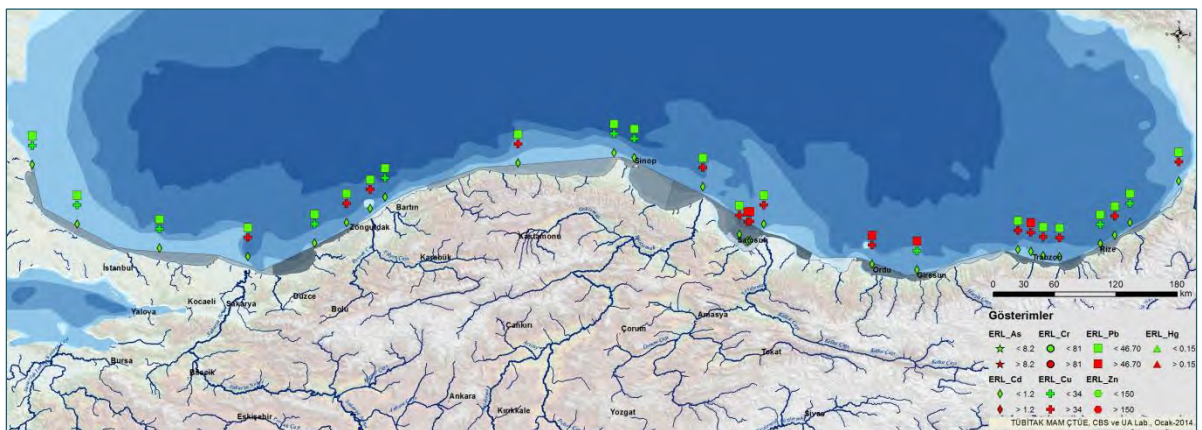 Sinop
Bartın
Zonguldak
Samsun
Kastamonu
Rize
Trabzon
İstanbul
Karabük
Ordu
Giresun
Düzce
Kocaeli
Sakarya
Yalova
Bolu
Amasya
Çankırı
Çorum
Tokat
Bursa
Bilecik
Ankara
Kırıkkale
Yozgat
Sivas
Eskişehir
0 30 60 120 180
km
Gösterimler
ERL_As ERL_Cr ERL_Pb ERL_Hg
< 8.2 < 81 < 46.70 < 0.15
> 8.2 > 81 > 46.70 > 0.15
ERL_Cd ERL_Cu ERL_Zn
< 1.2 < 34 < 150
> 1.2 > 34 > 150
TÜBİTAK MAM ÇTÜE, CBS ve UA Lab., Ocak-2014